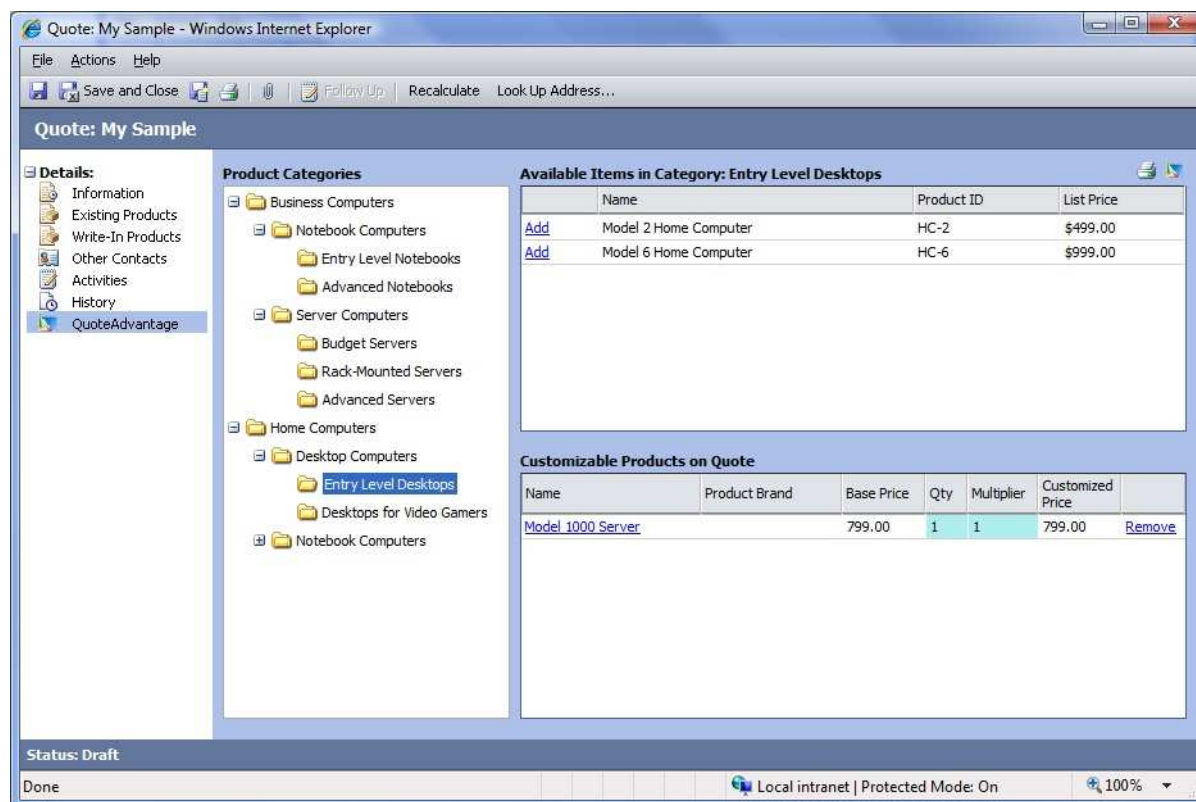 Quote: My Sample - Windows Internet Explorer
File Actions Help
Save and Close Follow Up Recalculate Look Up Address...
Quote: My Sample
Details:
Information
Existing Products
Write-In Products
Other Contacts
Activities
History
QuoteAdvantage
Product Categories
Business Computers
Notebook Computers
Entry Level Notebooks
Advanced Notebooks
Server Computers
Budget Servers
Rack-Mounted Servers
Advanced Servers
Home Computers
Desktop Computers
Entry Level Desktops
Desktops for Video Gamers
Notebook Computers
Available Items in Category: Entry Level Desktops
Name Product ID List Price
Add Model 2 Home Computer HC-2 $499.00
Add Model 6 Home Computer HC-6 $999.00
Customizable Products on Quote
Name Product Brand Base Price Qty Multiplier Customized Price
Model 1000 Server 799.00 1 1 799.00 Remove
Status: Draft
Done Local intranet | Protected Mode: On 100%